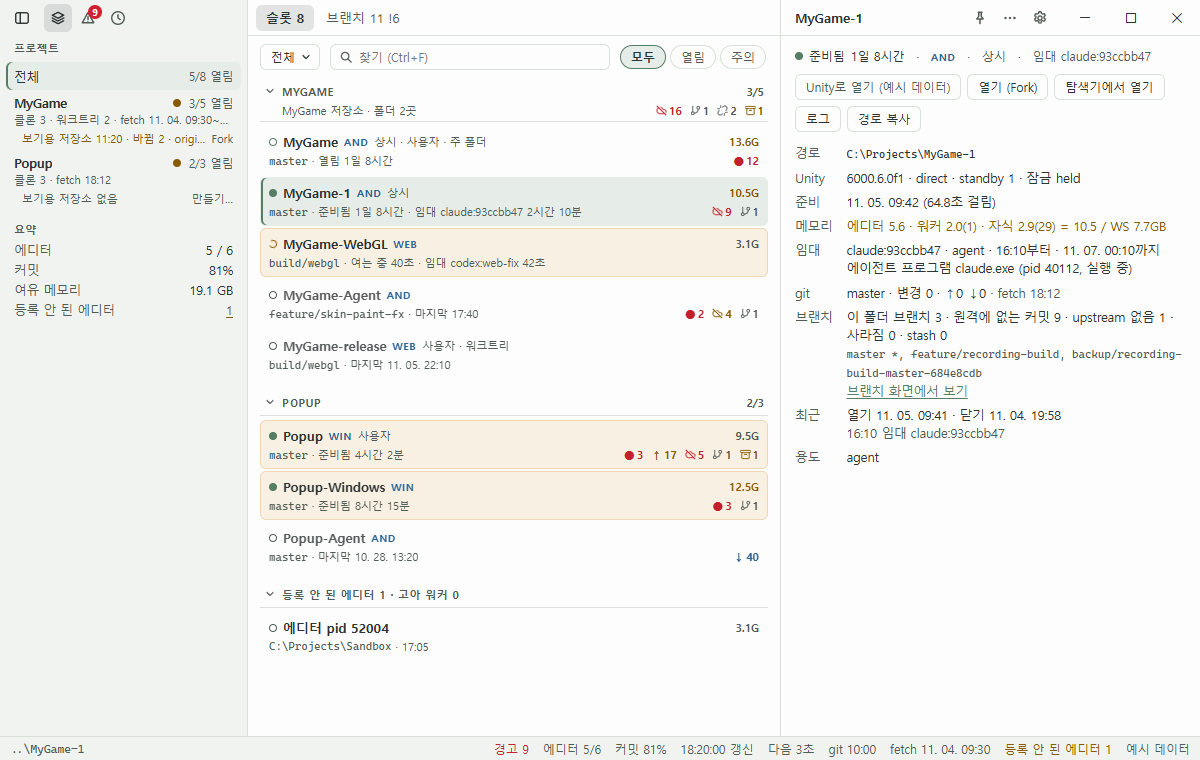 9
프로젝트
전체 5/8 열림
MyGame 3/5 열림
클론 3 · 워크트리 2 · fetch 11. 04. 09:30~...
보기용 저장소 11:20 · 바뀜 2 · origi... Fork
Popup 2/3 열림
클론 3 · fetch 18:12
보기용 저장소 없음 만들기...
요약
에디터 5 / 6
커밋 81%
여유 메모리 19.1 GB
등록 안 된 에디터 1
슬롯 8 브랜치 11 !6
전체 찾기 (Ctrl+F) 모두 열림 주의
MYGAME 3/5
MyGame 저장소 · 폴더 2곳 16 1 2 1
MyGame AND 상시 · 사용자 · 주 폴더 13.6G
master · 열림 1일 8시간 12
MyGame-1 AND 상시 10.5G
master · 준비됨 1일 8시간 · 임대 claude:93ccbb47 2시간 10분 9 1
MyGame-WebGL WEB 3.1G
build/webgl · 여는 중 40초 · 임대 codex:web-fix 42초
MyGame-Agent AND
feature/skin-paint-fx · 마지막 17:40 2 4 1
MyGame-release WEB 사용자 · 워크트리
build/webgl · 마지막 11. 05. 22:10
POPUP 2/3
Popup WIN 사용자 9.5G
master · 준비됨 4시간 2분 3 ↑ 17 5 1 1
Popup-Windows WIN 12.5G
master · 준비됨 8시간 15분 3 1
Popup-Agent AND
master · 마지막 10. 28. 13:20 ↓ 40
등록 안 된 에디터 1 · 고아 워커 0
에디터 pid 52004 3.1G
C:\Projects\Sandbox · 17:05
MyGame-1
준비됨 1일 8시간 · AND · 상시 · 임대 claude:93ccbb47
Unity로 열기 (예시 데이터) 열기 (Fork) 탐색기에서 열기
로그 경로 복사
경로 C:\Projects\MyGame-1
Unity 6000.6.0f1 · direct · standby 1 · 잠금 held
준비 11. 05. 09:42 (64.8초 걸림)
메모리 에디터 5.6 · 워커 2.0(1) · 자식 2.9(29) = 10.5 / WS 7.7GB
임대 claude:93ccbb47 · agent · 16:10부터 · 11. 07. 00:10까지
에이전트 프로그램 claude.exe (pid 40112, 실행 중)
git master · 변경 0 · ↑0 ↓0 · fetch 18:12
브랜치 이 폴더 브랜치 3 · 원격에 없는 커밋 9 · upstream 없음 1 ·
사라짐 0 · stash 0
master *, feature/recording-build, backup/recording-
build-master-684e8cdb
브랜치 화면에서 보기
최근 열기 11. 05. 09:41 · 닫기 11. 04. 19:58
16:10 임대 claude:93ccbb47
용도 agent
..\MyGame-1 경고 9 에디터 5/6 커밋 81% 18:20:00 갱신 다음 3초 git 10:00 fetch 11. 04. 09:30 등록 안 된 에디터 1 예시 데이터